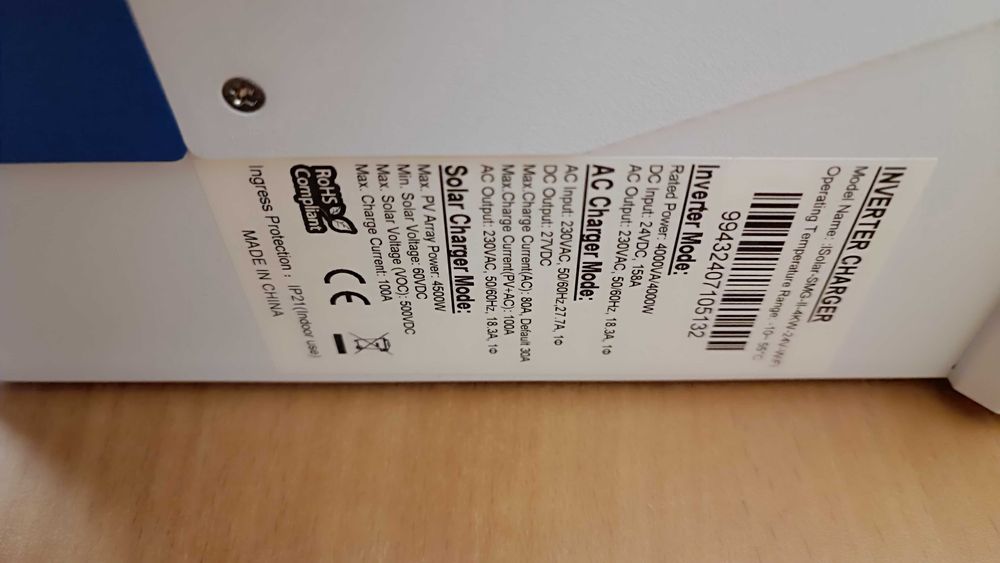 INVERTER CHARGER
Model Name: :ISolar-SMG-II-4KW-24V-WIFI
Operating Temperature Range: -10~ 55°C
99432407105132
Inverter Mode:
Rated Power: 4000VA/4000W
DC Input: 24VDC, 158A
AC Output: 230VAC, 50/60Hz, 18.3A, 1Φ
AC Charger Mode:
AC Input: 230VAC, 50/60Hz,27.7A, 1Φ
DC Output: 27VDC
Max.Charge Current(AC): 80A, Default 30A
Max.Charge Current(PV+AC): 100A
AC Output: 230VAC, 50/60Hz, 18.3A, 1Φ
Solar Charger Mode:
Max. PV Array Power: 4500W
Min. Solar Voltage: 60VDC
Max. Solar Voltage (VOC): 500VDC
Max. Charge Current: 100A
RoHS
Compliant
CE
Ingress Protection : IP21(Indoor use)
MADE IN CHINA